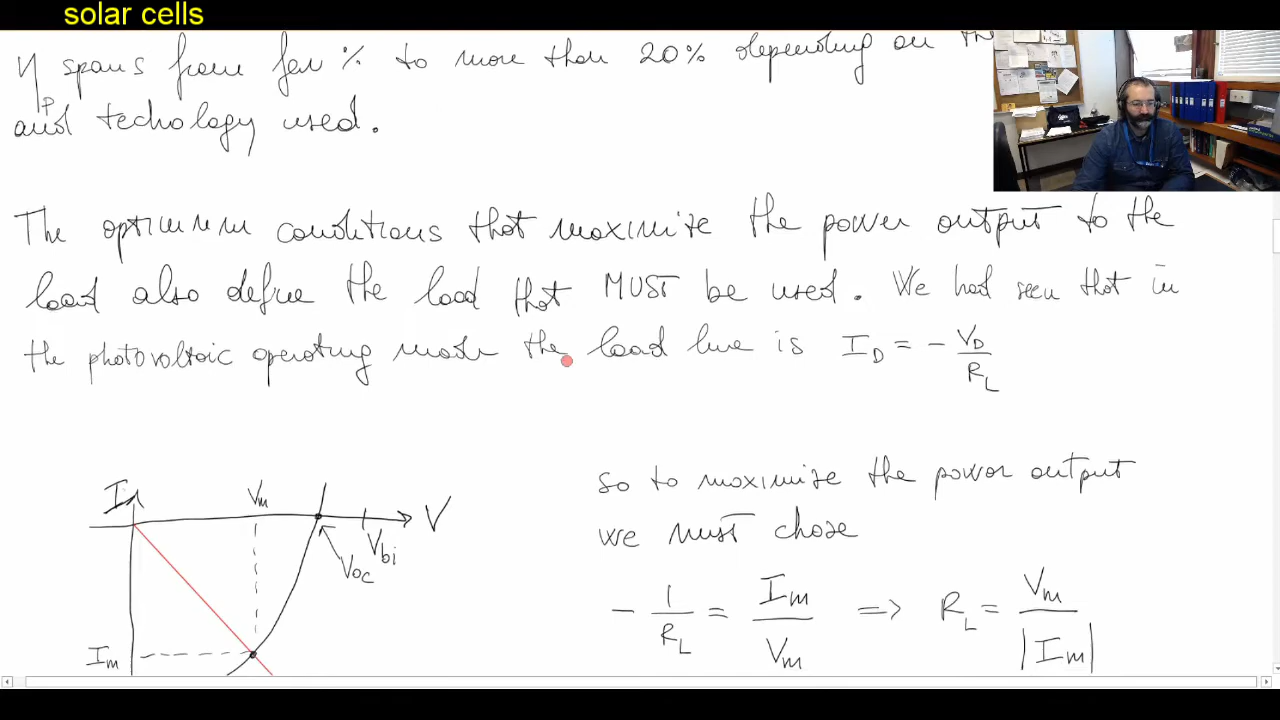 solar cells
η_p spans from few % to more than 20% depending on the
and techology used.
The optimum conditions that maximize the power output to the
load also define the load that MUST be used. We had seen that in
the photovoltaic operating mode the load line is I_D = - V_D/R_L
I
V_m
V
V_bi
V_oc
I_m
so to maximize the power output
we must chose
- 1/R_L = I_m/V_m => R_L = V_m/|I_m|